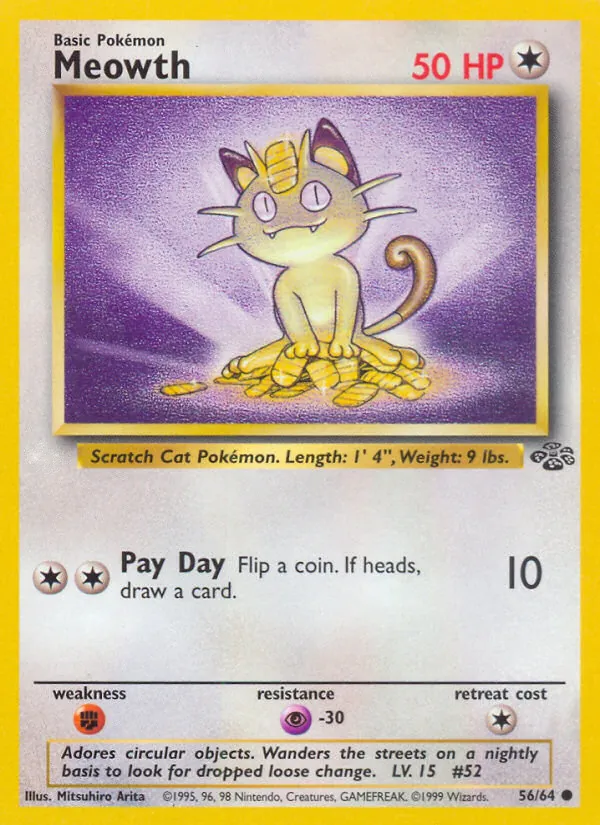 Basic Pokémon
Meowth
50 HP
Scratch Cat Pokémon. Length: 1' 4", Weight: 9 lbs.
Pay Day Flip a coin. If heads,
draw a card.
10
weakness resistance retreat cost
-30
Adores circular objects. Wanders the streets on a nightly
basis to look for dropped loose change. LV. 15 #52
Illus. Mitsuhiro Arita ©1995, 96, 98 Nintendo, Creatures, GAMEFREAK. ©1999 Wizards. 56/64